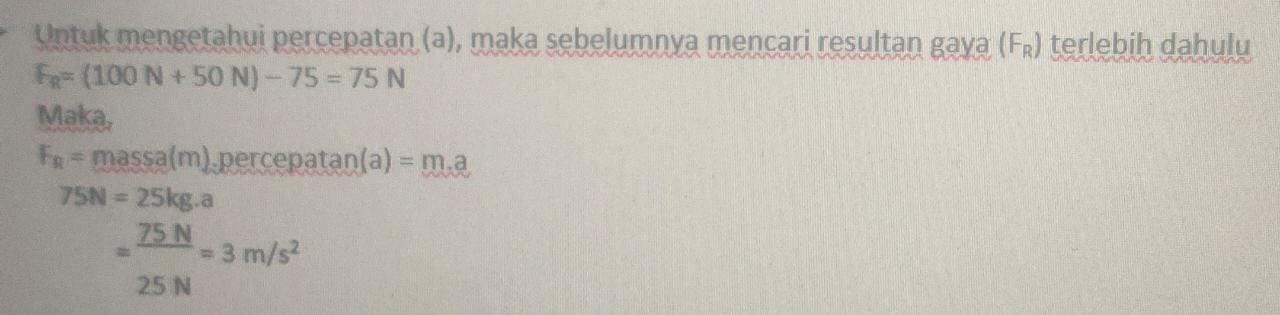 Untuk mengetahui percepatan (a), maka sebelumnya mencari resultan gaya (FR) terlebih dahulu
FR= (100 N + 50 N) – 75 = 75 N
Maka,
FR = massa(m).percepatan(a) = m.a
75N = 25kg.a
= 75 N = 3 m/s²
25 N